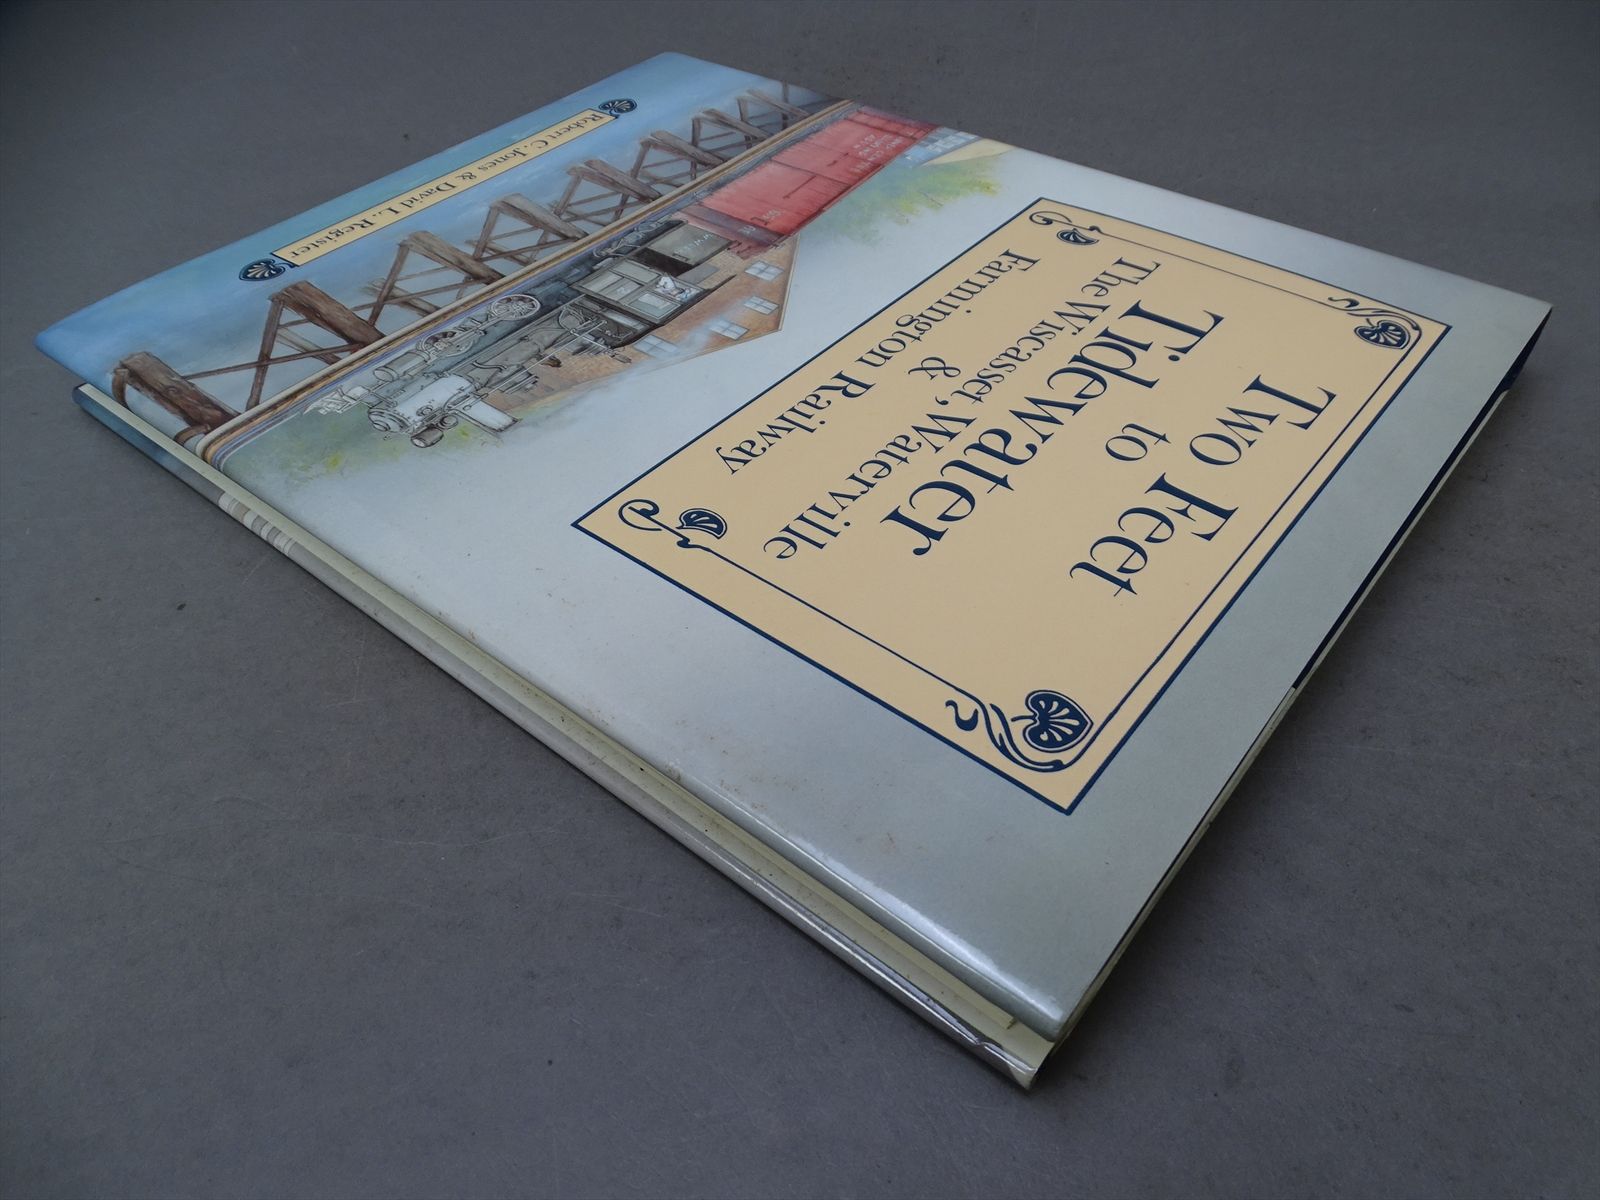 Two Feet
to
Tidewater
The Wiscasset, Waterville
&
Farmington Railway
Robert C. Jones & David L. Register